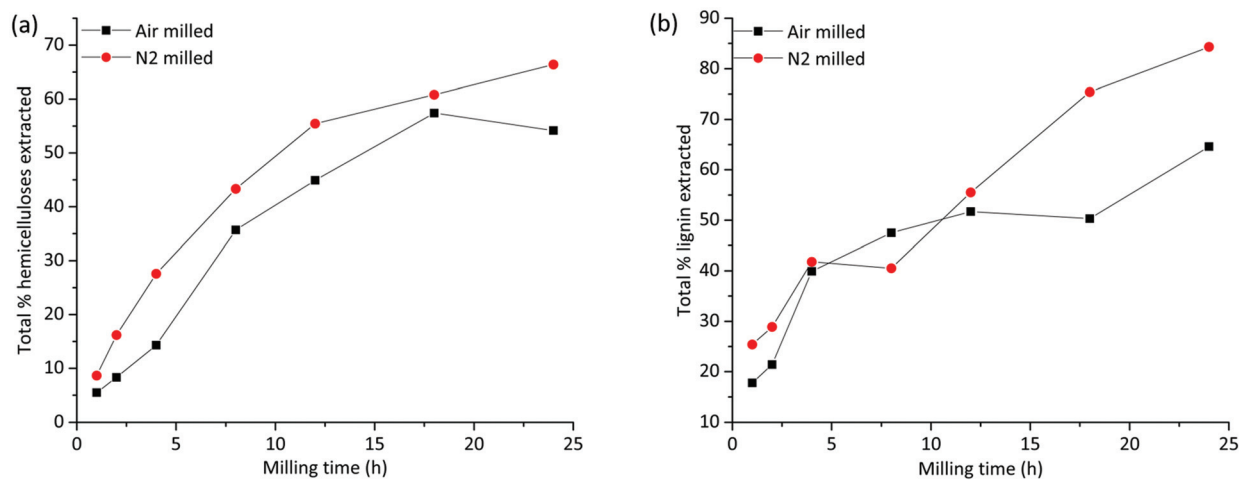 (a)
Air milled
N2 milled
Total % hemicelluloses extracted
70
60
50
40
30
20
10
0
0 5 10 15 20 25
Milling time (h)
(b)
Air milled
N2 milled
Total % lignin extracted
90
80
70
60
50
40
30
20
10
0 5 10 15 20 25
Milling time (h)